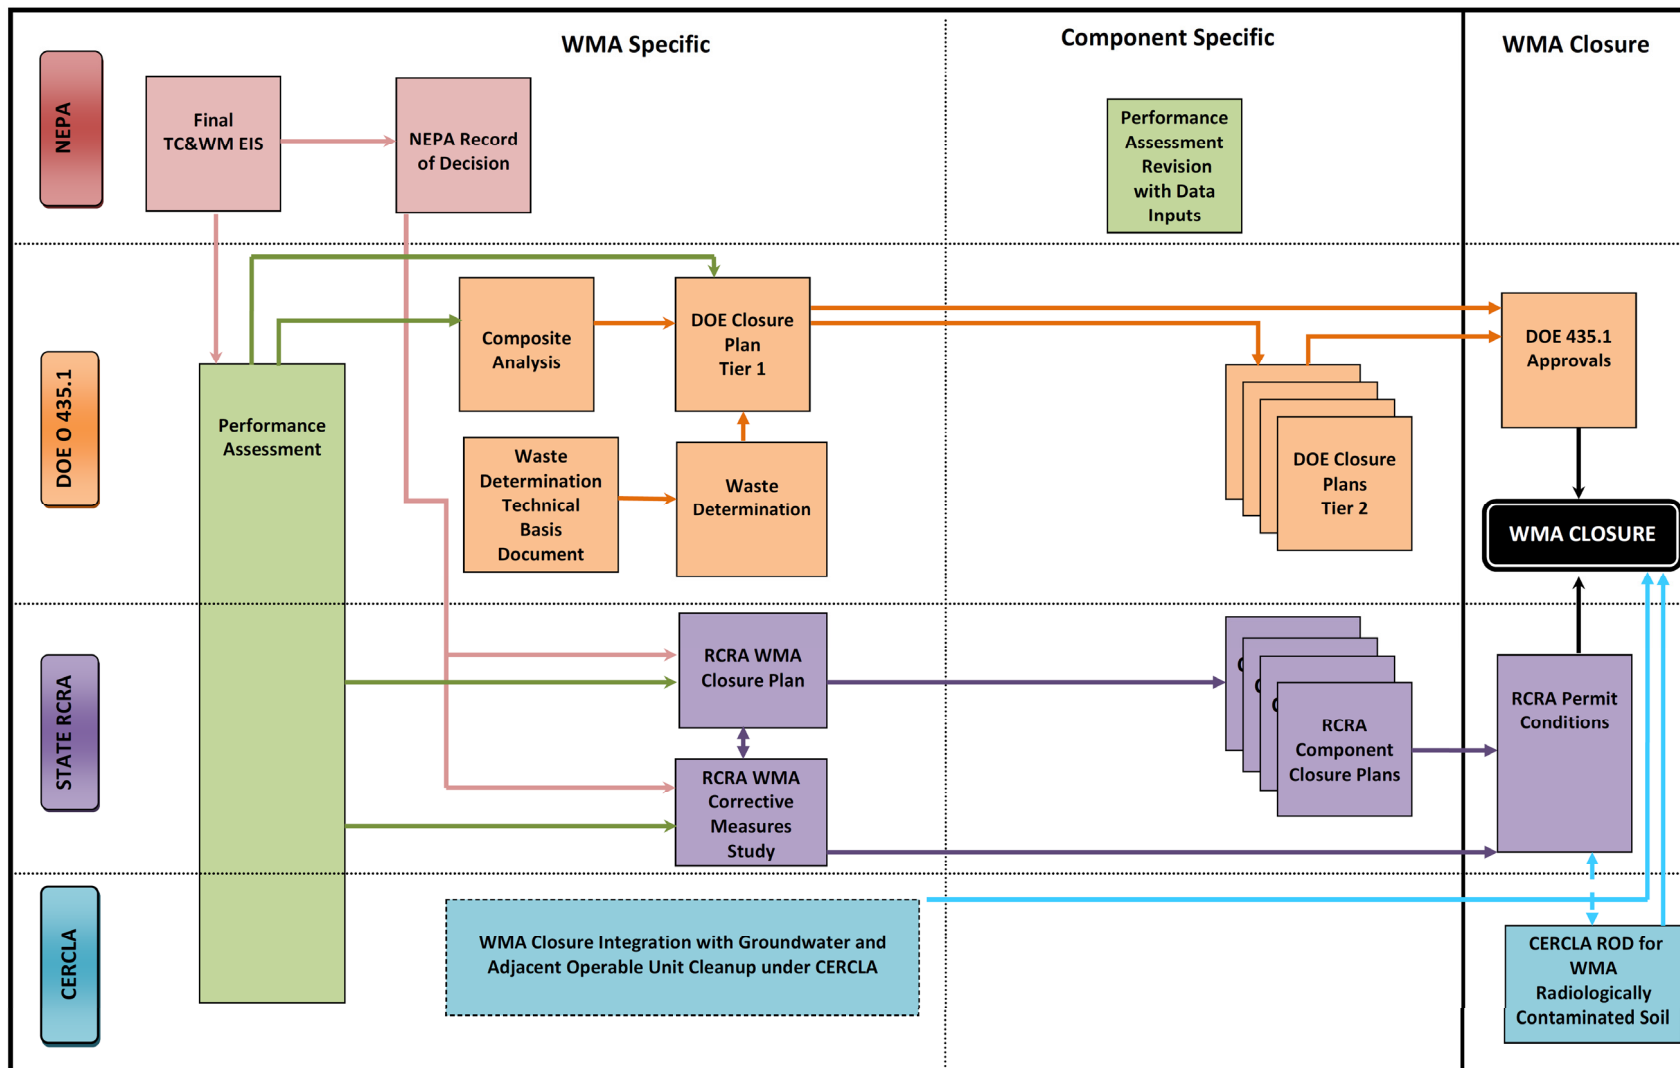 WMA Specific
Component Specific
WMA Closure
NEPA
Final
TC&WM EIS
NEPA Record
of Decision
Performance
Assessment
Revision
with Data
Inputs
DOE O 435.1
Performance
Assessment
Composite
Analysis
DOE Closure
Plan
Tier 1
Waste
Determination
Technical
Basis
Document
Waste
Determination
DOE Closure
Plans
Tier 2
DOE 435.1
Approvals
WMA CLOSURE
STATE RCRA
RCRA WMA
Closure Plan
RCRA WMA
Corrective
Measures
Study
RCRA
Component
Closure Plans
RCRA Permit
Conditions
CERCLA
WMA Closure Integration with Groundwater and
Adjacent Operable Unit Cleanup under CERCLA
CERCLA ROD for
WMA
Radiologically
Contaminated Soil